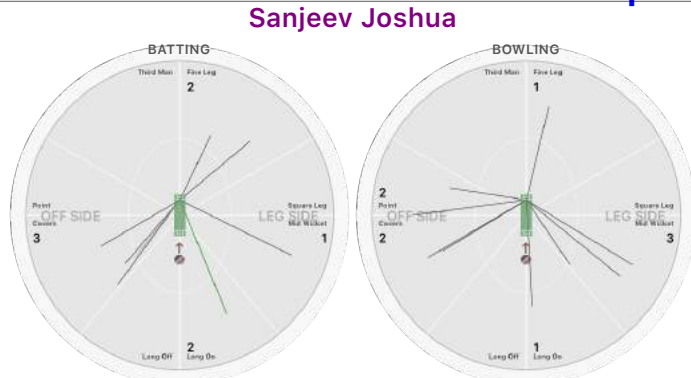 Sanjeev Joshua
BATTING
Third Man Fine Leg
2
Point
OFF SIDE
Covers
3
Square Leg
LEG SIDE
Mid Wicket
1
2
Long Off Long On
BOWLING
Third Man Fine Leg
1
2
Point
OFF SIDE
Covers
2
Square Leg
LEG SIDE
Mid Wicket
3
1
Long Off Long On